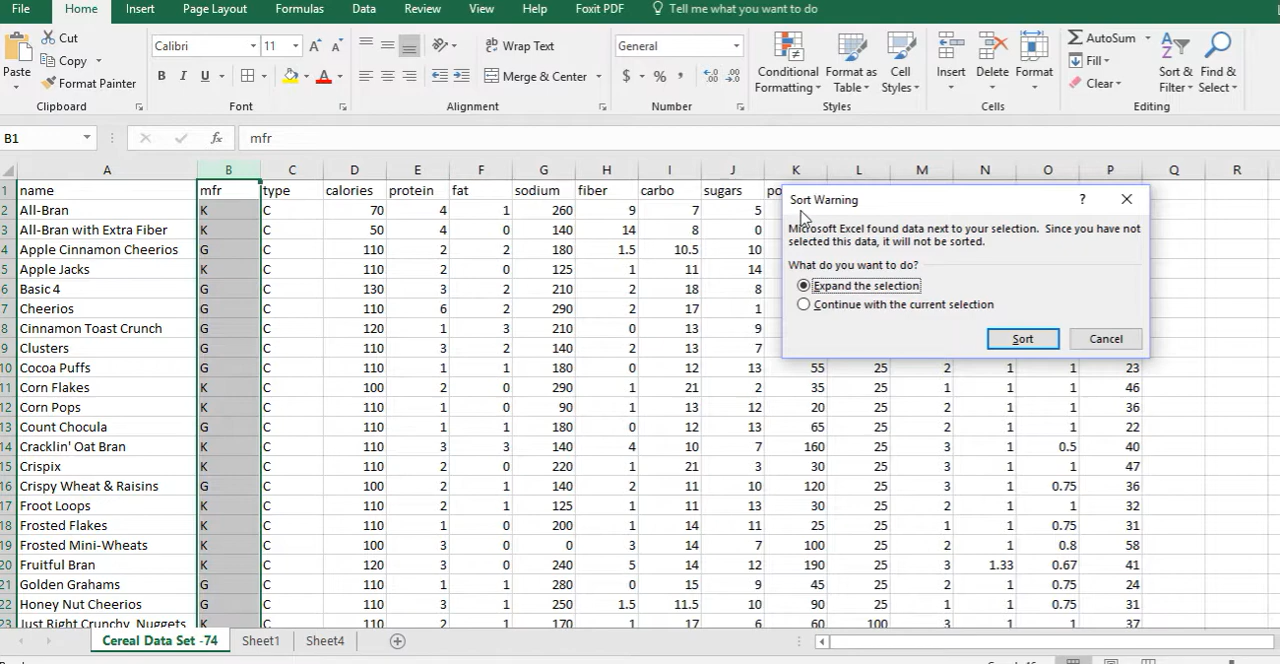 File Home Insert Page Layout Formulas Data Review View Help Foxit PDF Tell me what you want to do
Cut
Copy
Format Painter
Paste
Clipboard
Calibri 11
B I U
Font
Wrap Text
Merge & Center
Alignment
General
$ % ,
Number
Conditional Formatting
Format as Table
Cell Styles
Styles
Insert Delete Format
Cells
AutoSum
Fill
Clear
Sort & Filter
Find & Select
Editing
B1 fx mfr
A B C D E F G H I J K L M N O P Q R
1 name mfr type calories protein fat sodium fiber carbo sugars po
2 All-Bran K C 70 4 1 260 9 7 5
3 All-Bran with Extra Fiber K C 50 4 0 140 14 8 0
4 Apple Cinnamon Cheerios G C 110 2 2 180 1.5 10.5 10
5 Apple Jacks K C 110 2 0 125 1 11 14
6 Basic 4 G C 130 3 2 210 2 18 8
7 Cheerios G C 110 6 2 290 2 17 1
8 Cinnamon Toast Crunch G C 120 1 3 210 0 13 9
9 Clusters G C 110 3 2 140 2 13 7
10 Cocoa Puffs G C 110 1 1 180 0 12 13 55 25 2 1 1 23
11 Corn Flakes K C 100 2 0 290 1 21 2 35 25 1 1 1 46
12 Corn Pops K C 110 1 0 90 1 13 12 20 25 2 1 1 36
13 Count Chocula G C 110 1 1 180 0 12 13 65 25 2 1 1 22
14 Cracklin' Oat Bran K C 110 3 3 140 4 10 7 160 25 3 1 0.5 40
15 Crispix K C 110 2 0 220 1 21 3 30 25 3 1 1 47
16 Crispy Wheat & Raisins G C 100 2 1 140 2 11 10 120 25 3 1 0.75 36
17 Froot Loops K C 110 2 1 125 1 11 13 30 25 2 1 1 32
18 Frosted Flakes K C 110 1 0 200 1 14 11 25 25 1 1 0.75 31
19 Frosted Mini-Wheats K C 100 3 0 0 3 14 7 100 25 2 1 0.8 58
20 Fruitful Bran K C 120 3 0 240 5 14 12 190 25 3 1.33 0.67 41
21 Golden Grahams G C 110 1 1 280 0 15 9 45 25 2 1 0.75 24
22 Honey Nut Cheerios G C 110 3 1 250 1.5 11.5 10 90 25 1 1 0.75 31
23 Just Right Crunchy Nuggets K C 110 2 1 170 1 17 6 60 100 3 1 1 37
Sort Warning ?
Microsoft Excel found data next to your selection. Since you have not
selected this data, it will not be sorted.
What do you want to do?
Expand the selection
Continue with the current selection
Sort Cancel
Cereal Data Set -74 Sheet1 Sheet4